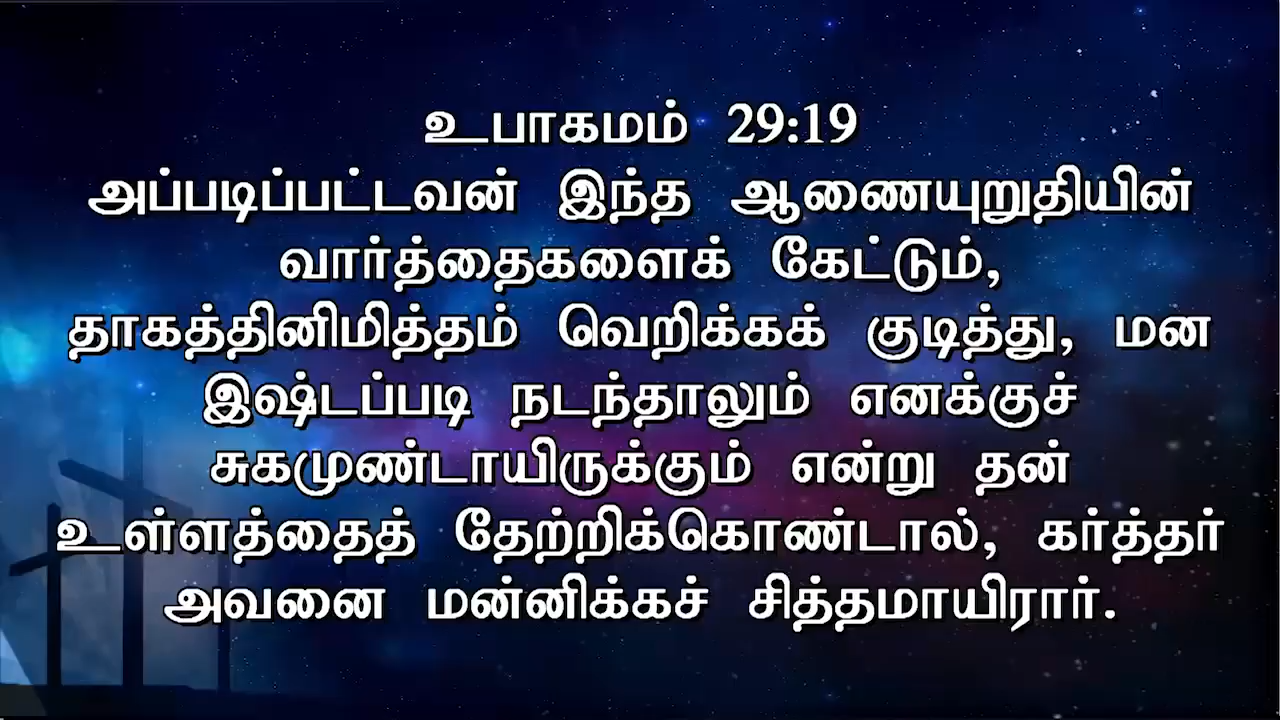 உபாகமம் 29:19
அப்படிப்பட்டவன் இந்த ஆணையுறுதியின்
வார்த்தைகளைக் கேட்டும்,
தாகத்தினிமித்தம் வெறிக்கக் குடித்து, மன
இஷ்டப்படி நடந்தாலும் எனக்குச்
சுகமுண்டாயிருக்கும் என்று தன்
உள்ளத்தைத் தேற்றிக்கொண்டால், கர்த்தர்
அவனை மன்னிக்கச் சித்தமாயிரார்.